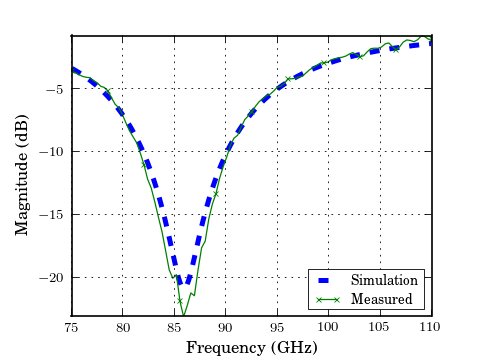 −5
−10
−15
−20
Magnitude (dB)
75 80 85 90 95 100 105 110
Frequency (GHz)
Simulation
Measured